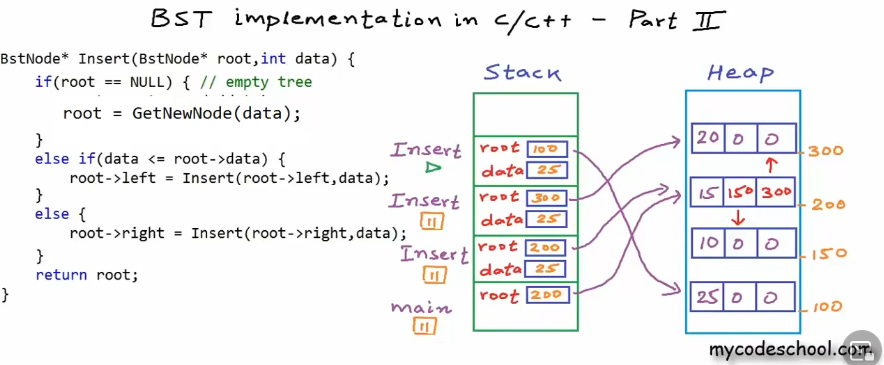 BST implementation in C/C++ - Part II
BstNode* Insert(BstNode* root,int data) {
if(root == NULL) { // empty tree
root = GetNewNode(data);
}
else if(data <= root->data) {
root->left = Insert(root->left,data);
}
else {
root->right = Insert(root->right,data);
}
return root;
}
Stack
Insert
root 100
data 25
Insert
root 300
data 25
Insert
root 200
data 25
main
root 200
Heap
20 0 0
300
15 150 300
200
10 0 0
150
25 0 0
100
mycodeschool.com